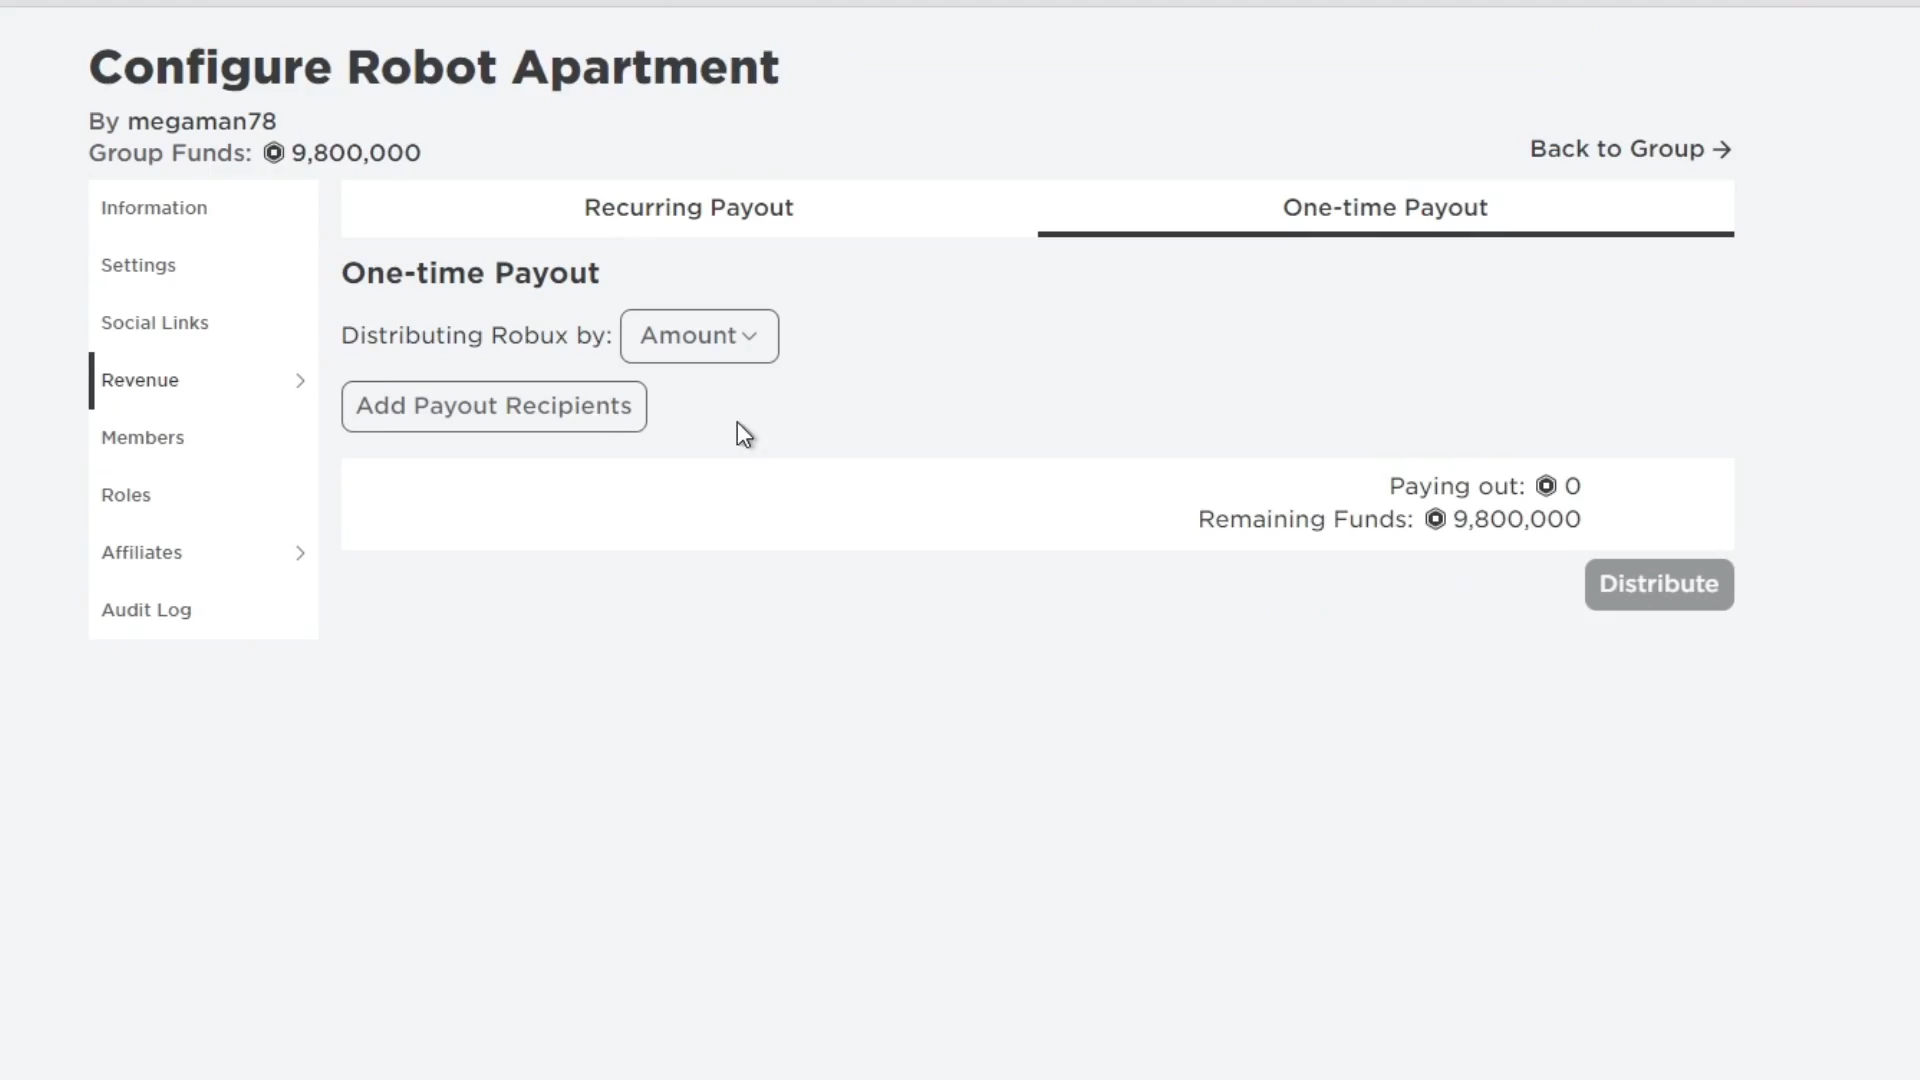 Configure Robot Apartment
By megaman78
Group Funds: 9,800,000
Back to Group →
Information
Settings
Social Links
Revenue
Members
Roles
Affiliates
Audit Log
Recurring Payout
One-time Payout
One-time Payout
Distributing Robux by: Amount
Add Payout Recipients
Paying out: 0
Remaining Funds: 9,800,000
Distribute